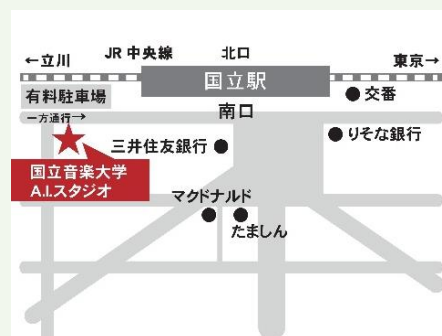 ←立川
JR 中央線
北口
東京→
国立駅
有料駐車場
交番
南口
一方通行→
三井住友銀行
りそな銀行
国立音楽大学
A.I.スタジオ
マクドナルド
たましん